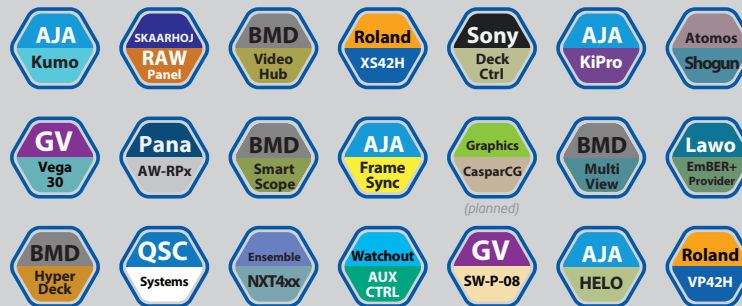 AJA
Kumo
SKAARHOJ
RAW
Panel
BMD
Video
Hub
Roland
XS42H
Sony
Deck
Ctrl
AJA
KiPro
Atomos
Shogun
GV
Vega
30
Pana
AW-RPx
BMD
Smart
Scope
AJA
Frame
Sync
Graphics
CasparCG
(planned)
BMD
Multi
View
Lawo
EmBER+
Provider
BMD
Hyper
Deck
QSC
Systems
Ensemble
NXT4xx
Watchout
AUX
CTRL
GV
SW-P-08
AJA
HELO
Roland
VP42H